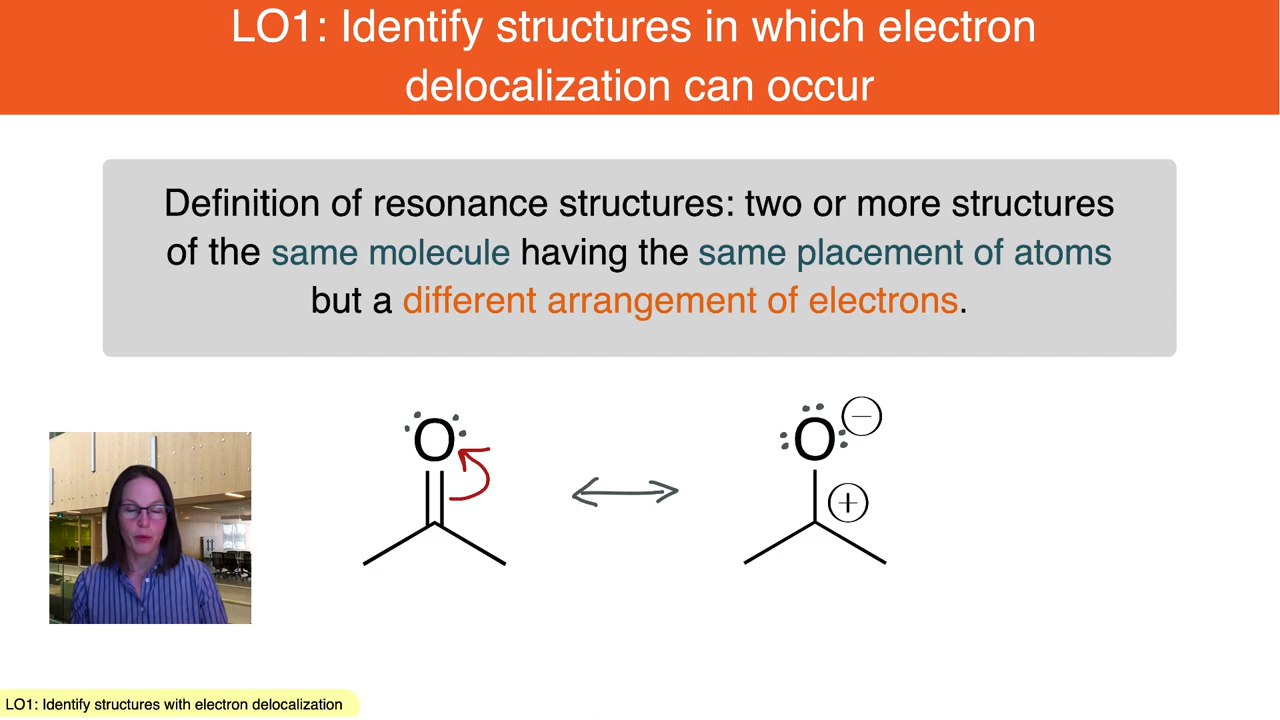 LO1: Identify structures in which electron
delocalization can occur
Definition of resonance structures: two or more structures
of the same molecule having the same placement of atoms
but a different arrangement of electrons.
O
O
−
+
LO1: Identify structures with electron delocalization